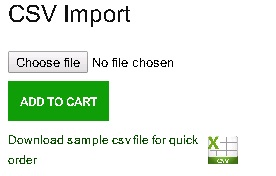 CSV Import
Choose file No file chosen
ADD TO CART
Download sample csv file for quick
order
CSV